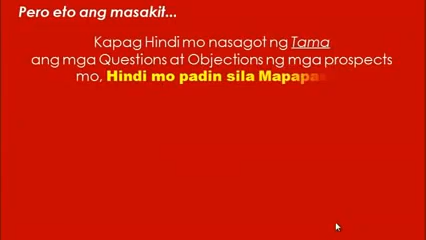 Pero eto ang masakit...
Kapag Hindi mo nasagot ng Tama
ang mga Questions at Objections ng mga prospects
mo, Hindi mo padin sila